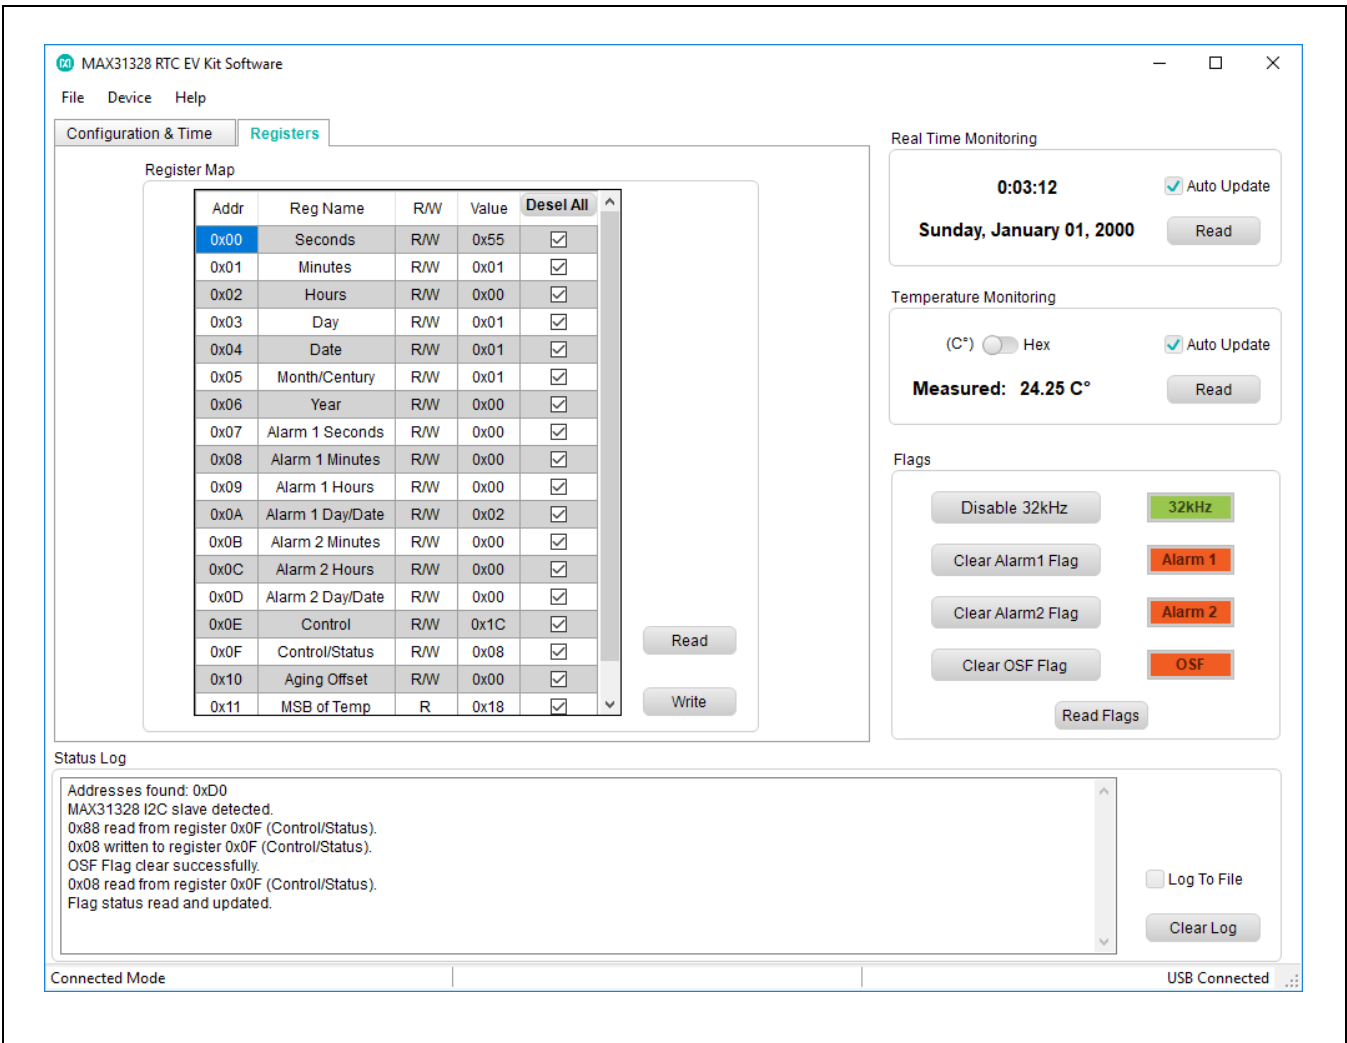 MAX31328 RTC EV Kit Software
File Device Help
Configuration & Time Registers
Register Map
Addr Reg Name R/W Value Desel All
0x00 Seconds R/W 0x55
0x01 Minutes R/W 0x01
0x02 Hours R/W 0x00
0x03 Day R/W 0x01
0x04 Date R/W 0x01
0x05 Month/Century R/W 0x01
0x06 Year R/W 0x00
0x07 Alarm 1 Seconds R/W 0x00
0x08 Alarm 1 Minutes R/W 0x00
0x09 Alarm 1 Hours R/W 0x00
0x0A Alarm 1 Day/Date R/W 0x02
0x0B Alarm 2 Minutes R/W 0x00
0x0C Alarm 2 Hours R/W 0x00
0x0D Alarm 2 Day/Date R/W 0x00
0x0E Control R/W 0x1C
0x0F Control/Status R/W 0x08
0x10 Aging Offset R/W 0x00
0x11 MSB of Temp R 0x18
Read
Write
Real Time Monitoring
0:03:12 Auto Update
Sunday, January 01, 2000 Read
Temperature Monitoring
(C°) Hex Auto Update
Measured: 24.25 C° Read
Flags
Disable 32kHz 32kHz
Clear Alarm1 Flag Alarm 1
Clear Alarm2 Flag Alarm 2
Clear OSF Flag OSF
Read Flags
Status Log
Addresses found: 0xD0
MAX31328 I2C slave detected.
0x88 read from register 0x0F (Control/Status).
0x08 written to register 0x0F (Control/Status).
OSF Flag clear successfully.
0x08 read from register 0x0F (Control/Status).
Flag status read and updated.
Log To File
Clear Log
Connected Mode USB Connected